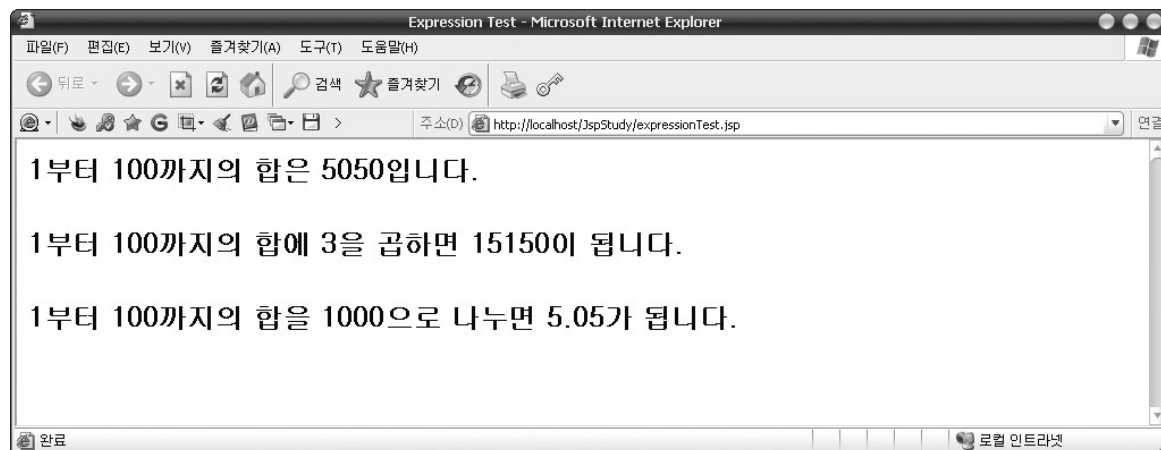 Expression Test - Microsoft Internet Explorer
파일(F) 편집(E) 보기(V) 즐겨찾기(A) 도구(T) 도움말(H)
뒤로 검색 즐겨찾기
주소(D) http://localhost/JspStudy/expressionTest.jsp 연결
1부터 100까지의 합은 5050입니다.
1부터 100까지의 합에 3을 곱하면 15150이 됩니다.
1부터 100까지의 합을 1000으로 나누면 5.05가 됩니다.
완료 로컬 인트라넷